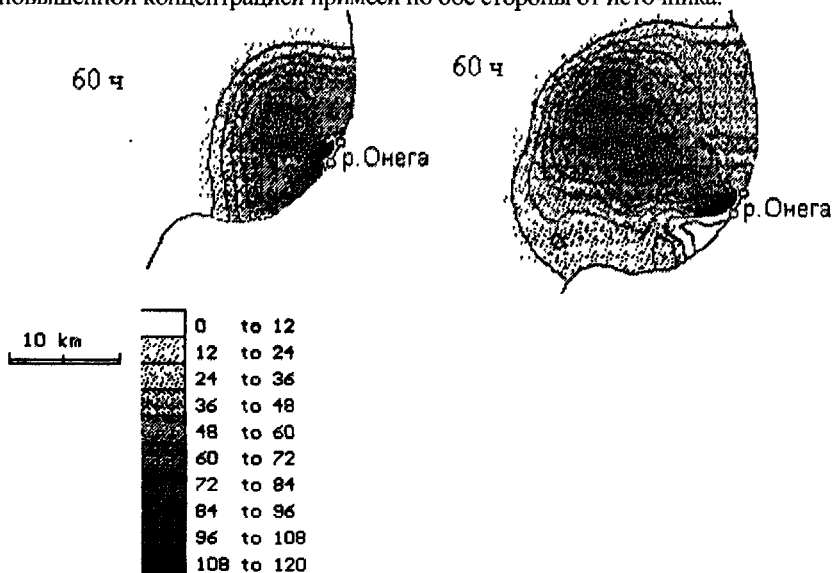 повышенной концентрацией примеси по обе стороны от источника.
60 ч
60 ч
р.Онега
р.Онега
10 km
0 to 12
12 to 24
24 to 36
36 to 48
48 to 60
60 to 72
72 to 84
84 to 96
96 to 108
108 to 120